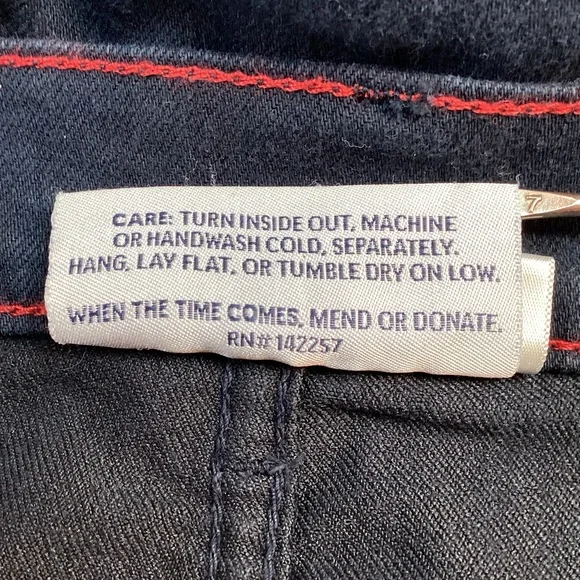 CARE: TURN INSIDE OUT, MACHINE
OR HANDWASH COLD, SEPARATELY.
HANG, LAY FLAT, OR TUMBLE DRY ON LOW.
WHEN THE TIME COMES, MEND OR DONATE.
RN# 142257